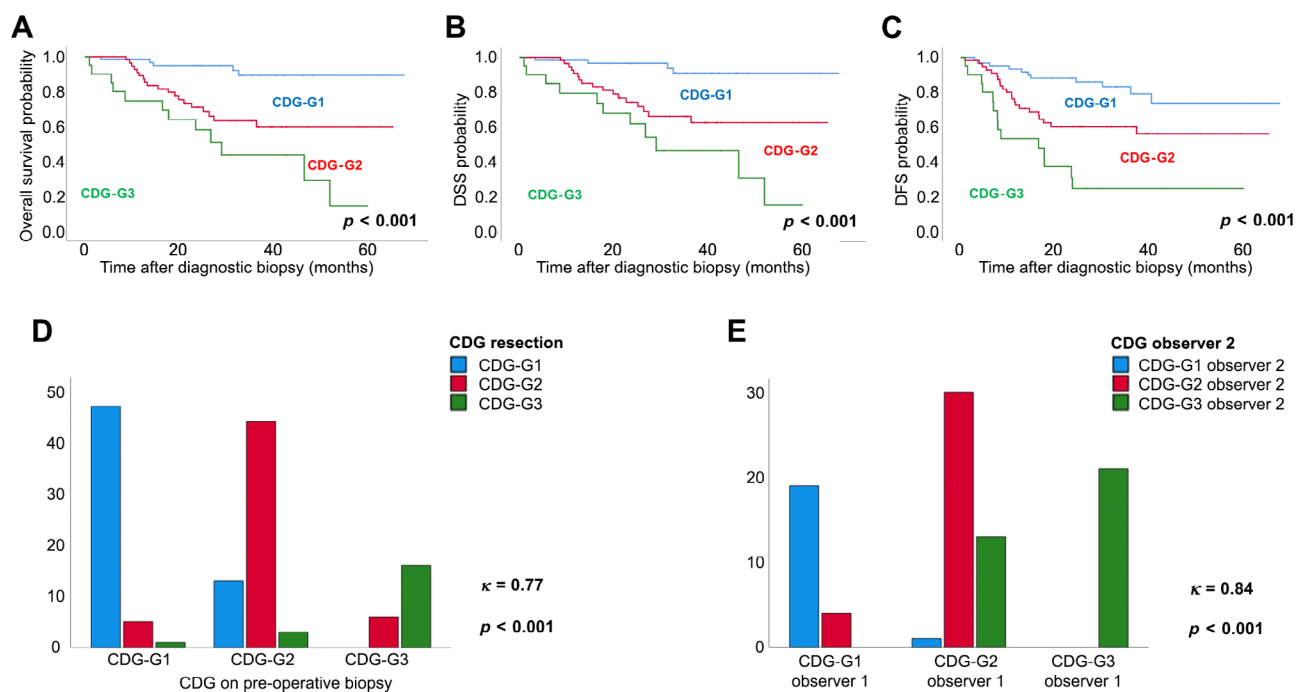 A
Overall survival probability
1.0
0.8
0.6
0.4
0.2
0.0
CDG-G1
CDG-G2
CDG-G3
p < 0.001
0 20 40 60
Time after diagnostic biopsy (months)
B
DSS probability
1.0
0.8
0.6
0.4
0.2
0.0
CDG-G1
CDG-G2
CDG-G3
p < 0.001
0 20 40 60
Time after diagnostic biopsy (months)
C
DFS probability
1.0
0.8
0.6
0.4
0.2
0.0
CDG-G1
CDG-G2
CDG-G3
p < 0.001
0 20 40 60
Time after diagnostic biopsy (months)
D
CDG resection
CDG-G1
CDG-G2
CDG-G3
50
40
30
20
10
0
κ = 0.77
p < 0.001
CDG-G1 CDG-G2 CDG-G3
CDG on pre-operative biopsy
E
CDG observer 2
CDG-G1 observer 2
CDG-G2 observer 2
CDG-G3 observer 2
30
20
10
0
κ = 0.84
p < 0.001
CDG-G1 CDG-G2 CDG-G3
observer 1 observer 1 observer 1